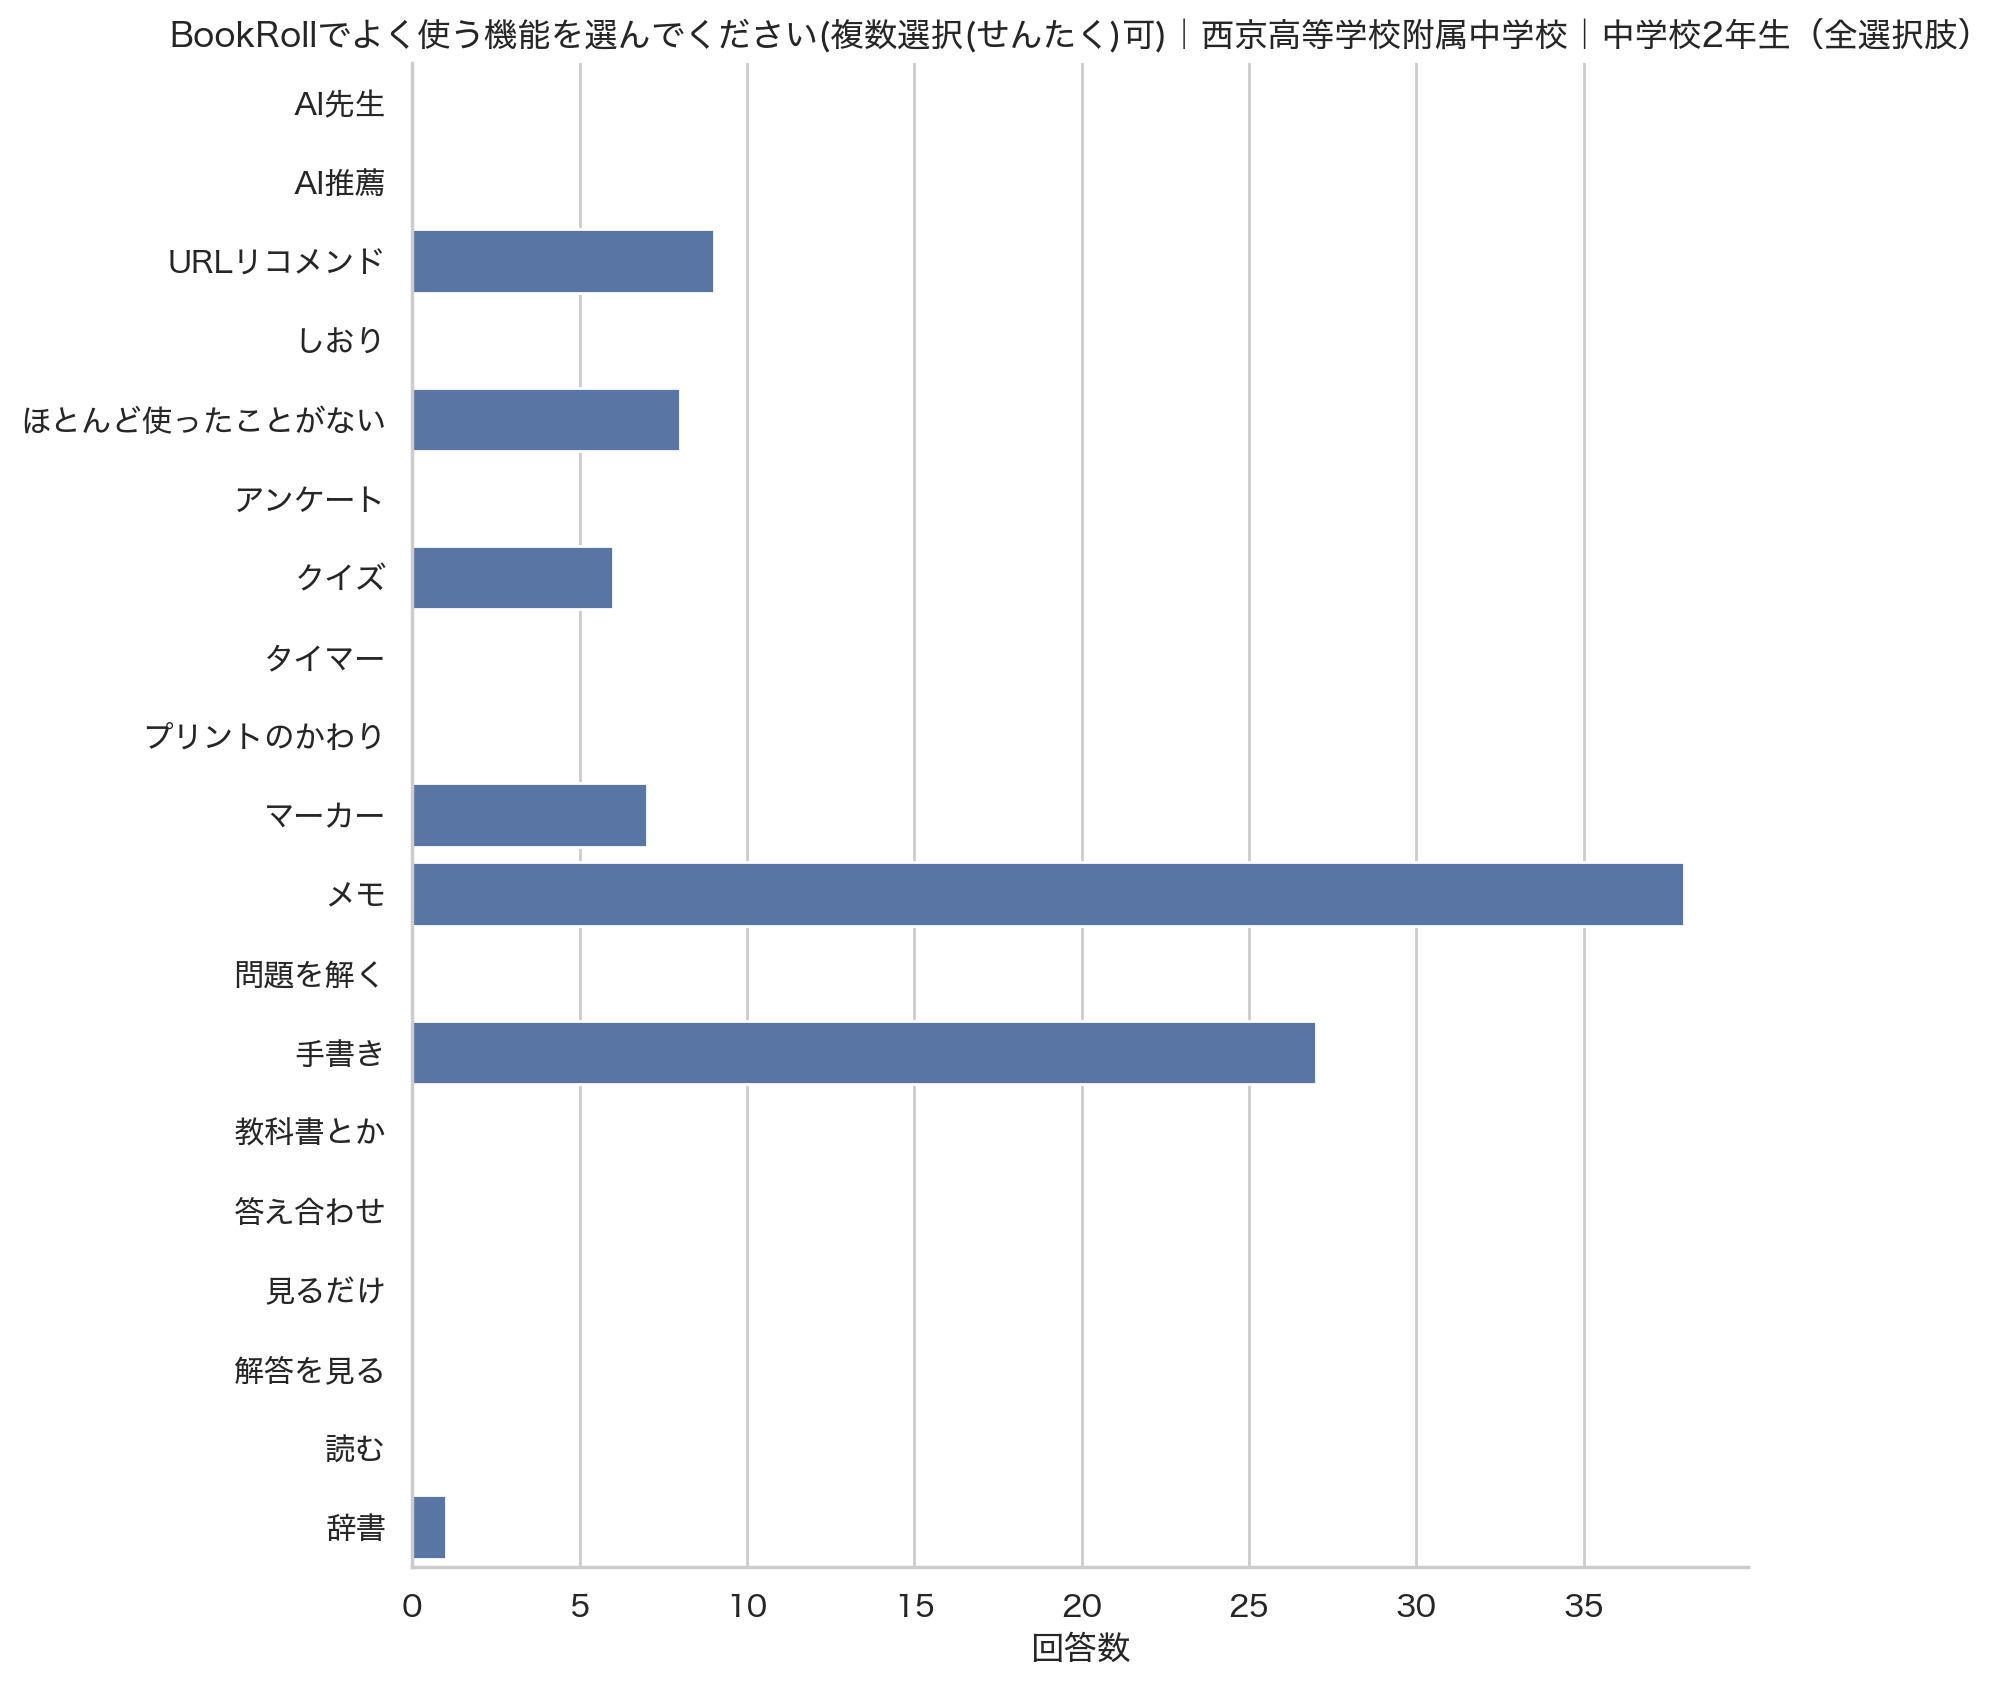 BookRollでよく使う機能を選んでください(複数選択(せんたく)可)｜西京高等学校附属中学校｜中学校2年生（全選択肢）
AI先生
AI推薦
URLリコメンド
しおり
ほとんど使ったことがない
アンケート
クイズ
タイマー
プリントのかわり
マーカー
メモ
問題を解く
手書き
教科書とか
答え合わせ
見るだけ
解答を見る
読む
辞書
0 5 10 15 20 25 30 35
回答数